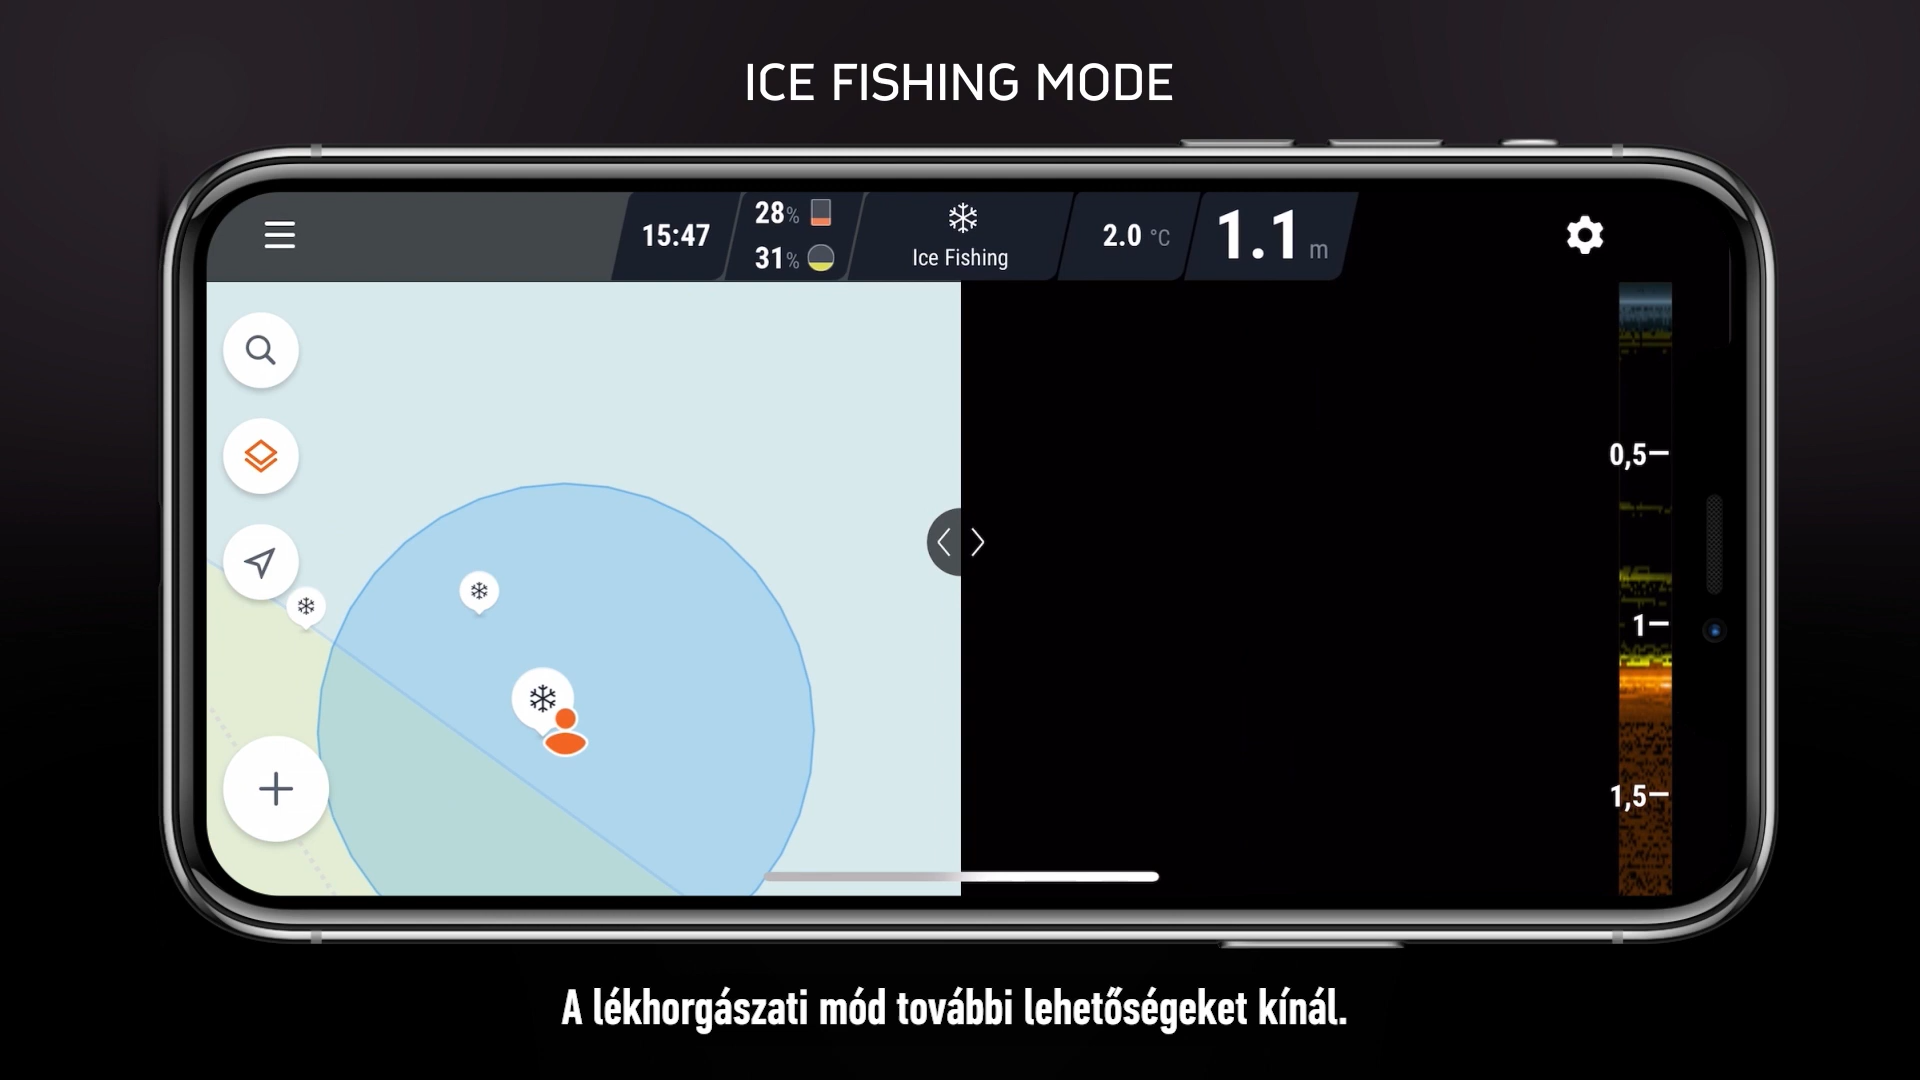 ICE FISHING MODE
15:47
28%
31%
Ice Fishing
2.0 °C
1.1 m
0,5
1
1,5
A lékhorgászati mód további lehetőségeket kínál.